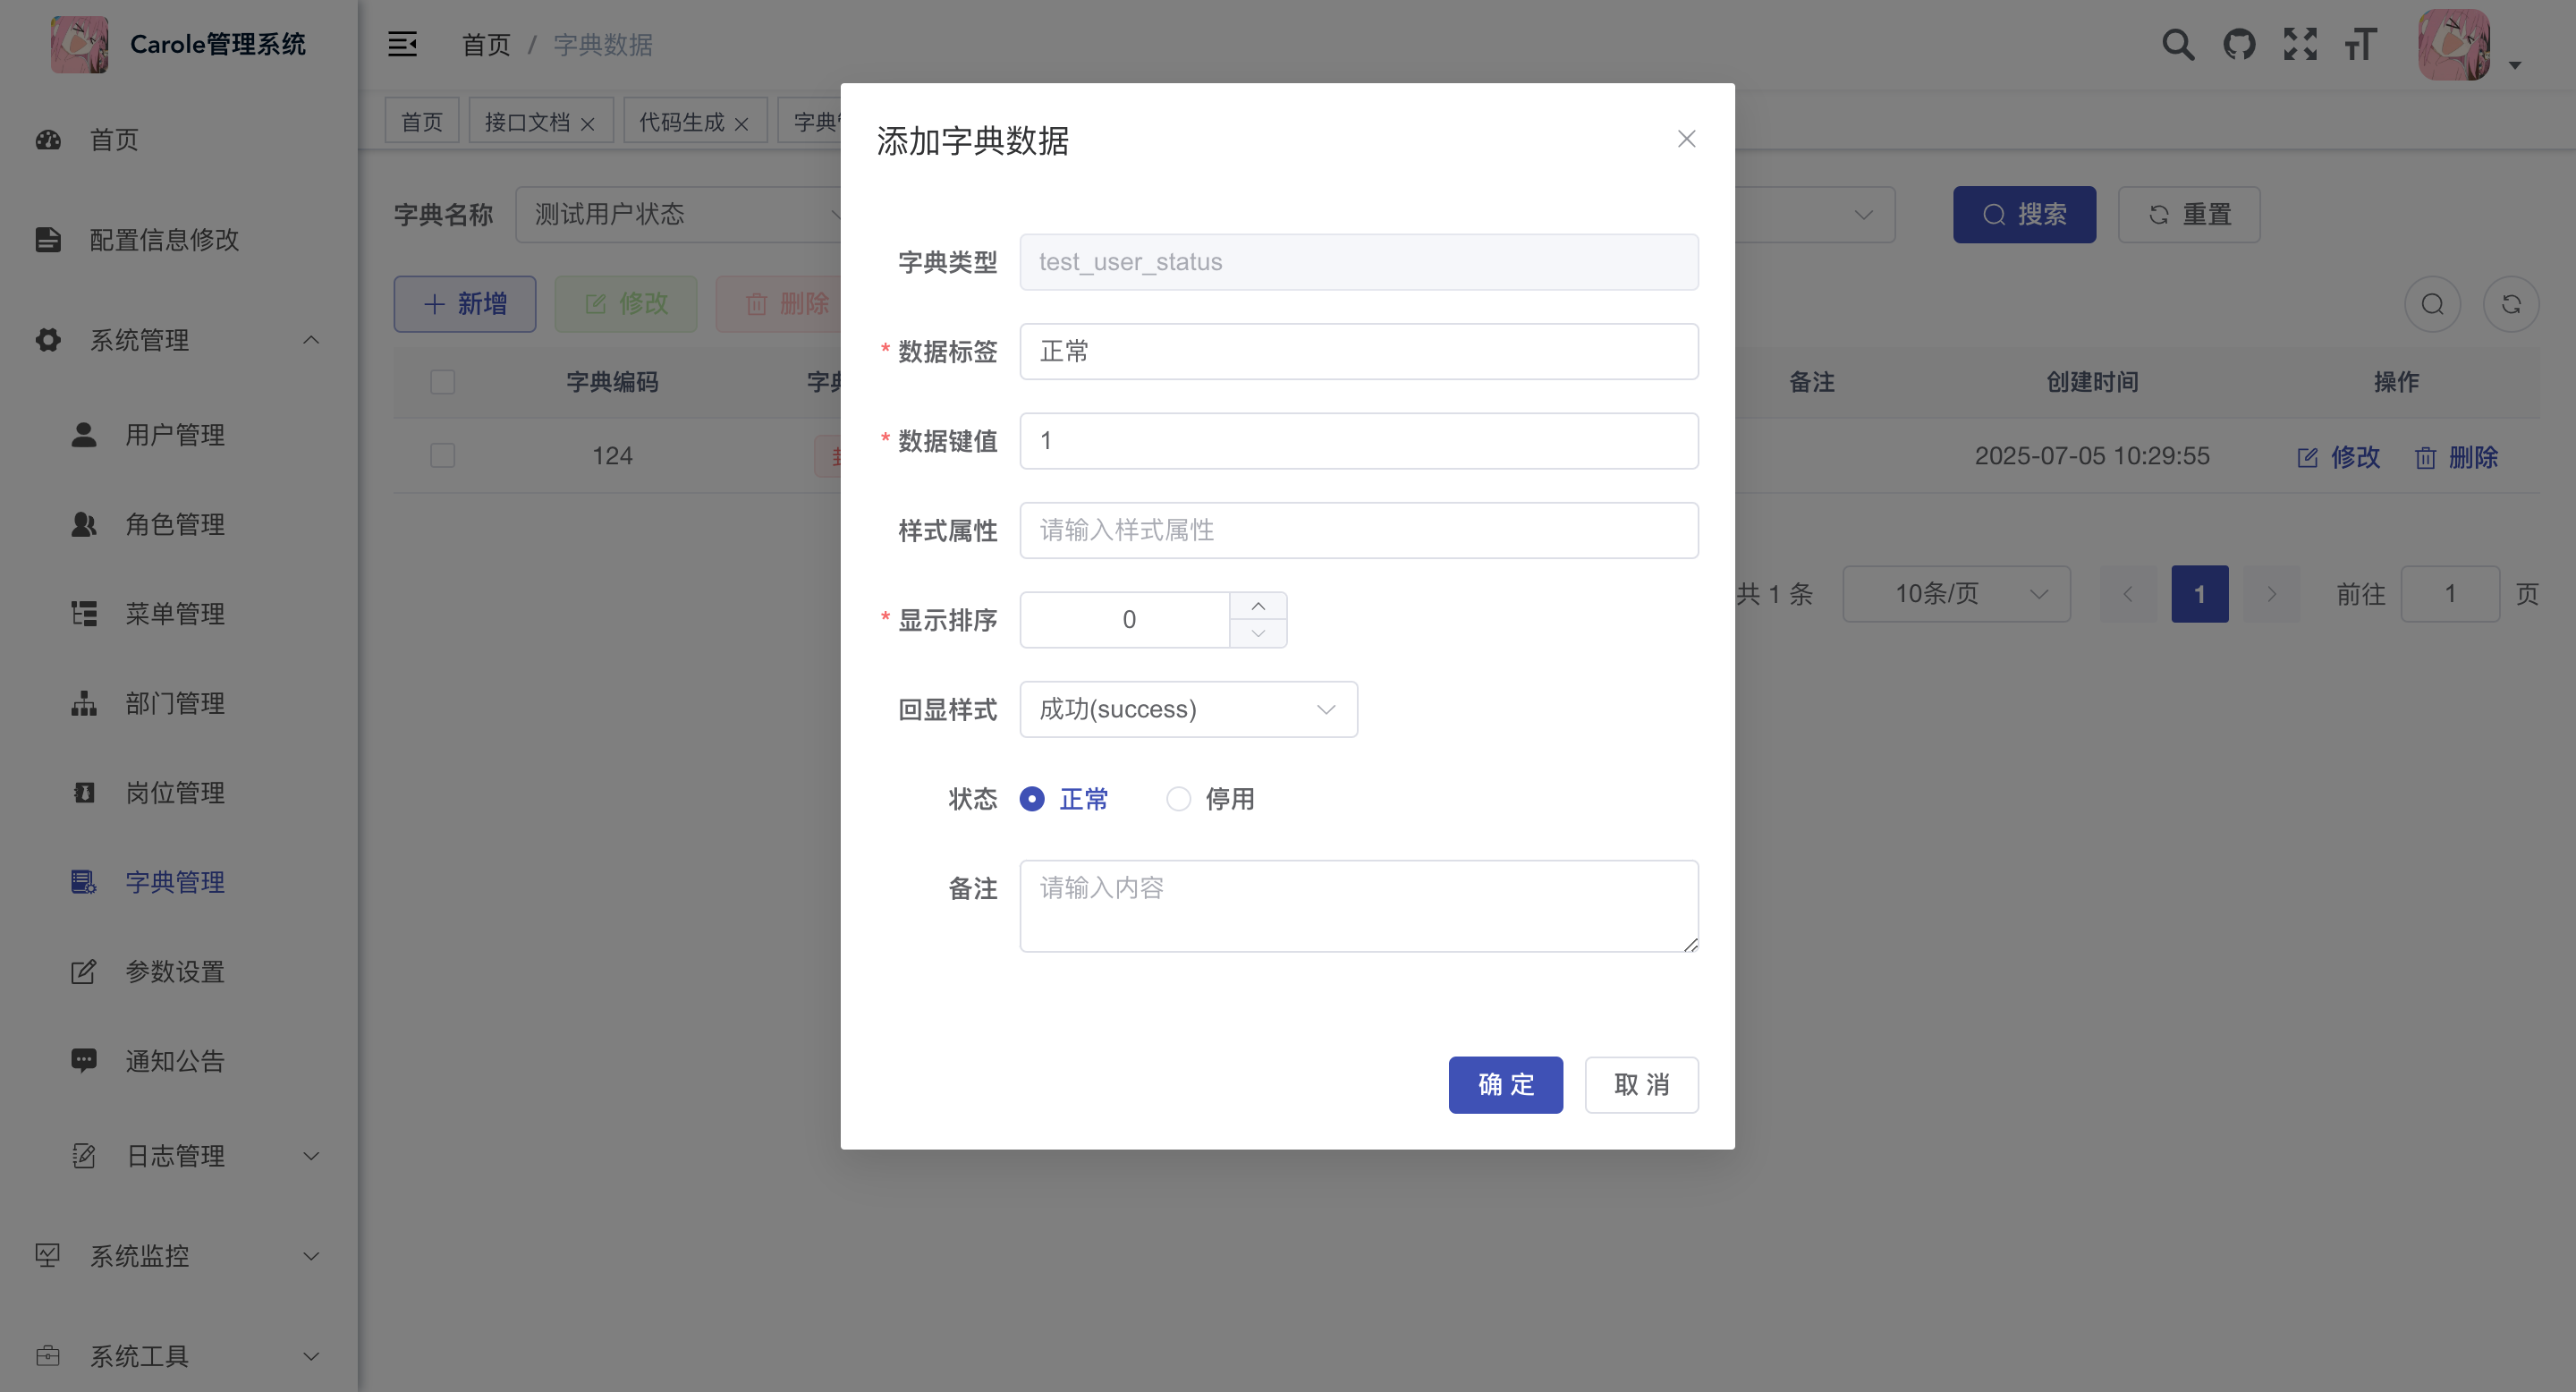 Carole管理系统
首页 / 字典数据
首页
配置信息修改
系统管理
用户管理
角色管理
菜单管理
部门管理
岗位管理
字典管理
参数设置
通知公告
日志管理
系统监控
系统工具
首页
接口文档
代码生成
字典
字典名称
测试用户状态
搜索
重置
新增
修改
删除
字典编码
字典
备注
创建时间
操作
124
2025-07-05 10:29:55
修改
删除
共 1 条
10条/页
1
前往
1
页
添加字典数据
字典类型
test_user_status
* 数据标签
正常
* 数据键值
1
样式属性
请输入样式属性
* 显示排序
0
回显样式
成功(success)
状态
正常
停用
备注
请输入内容
确 定
取 消